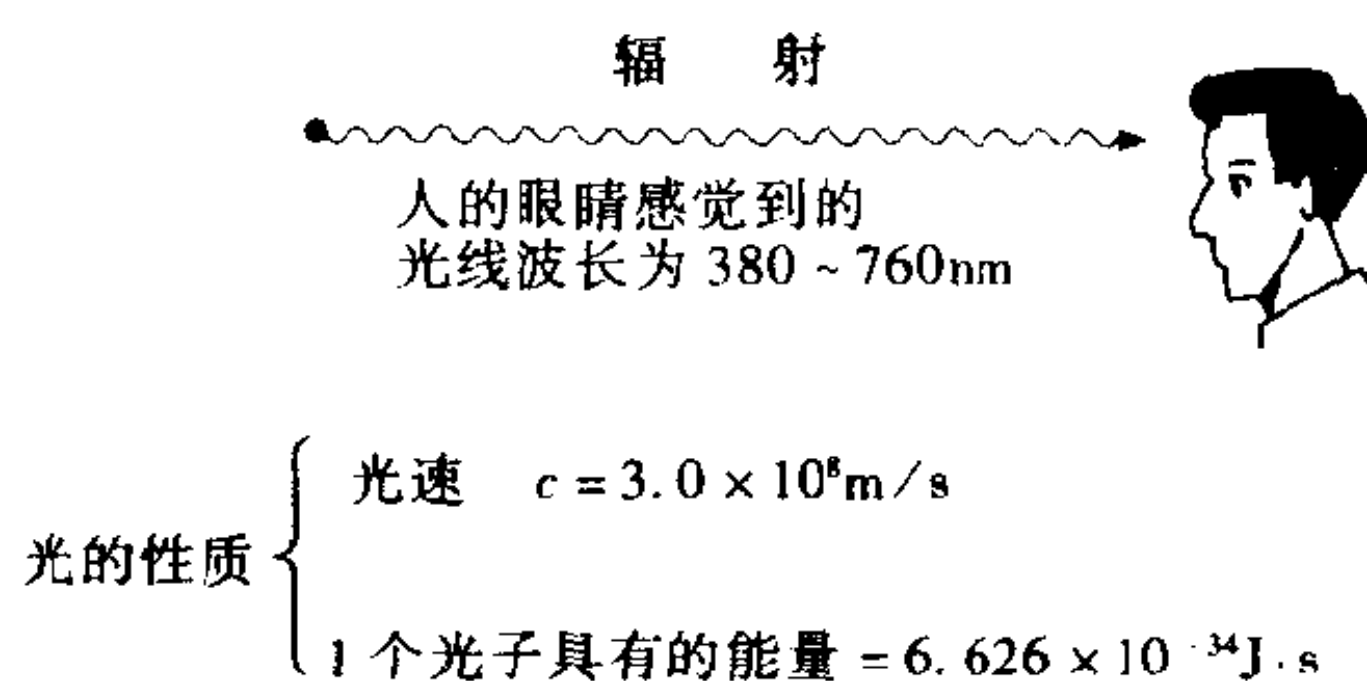 辐 射
人的眼睛感觉到的
光线波长为 380 ~ 760nm
光速 c = 3.0 × 10⁸m/s
光的性质
1 个光子具有的能量 = 6.626 × 10⁻³⁴J·s